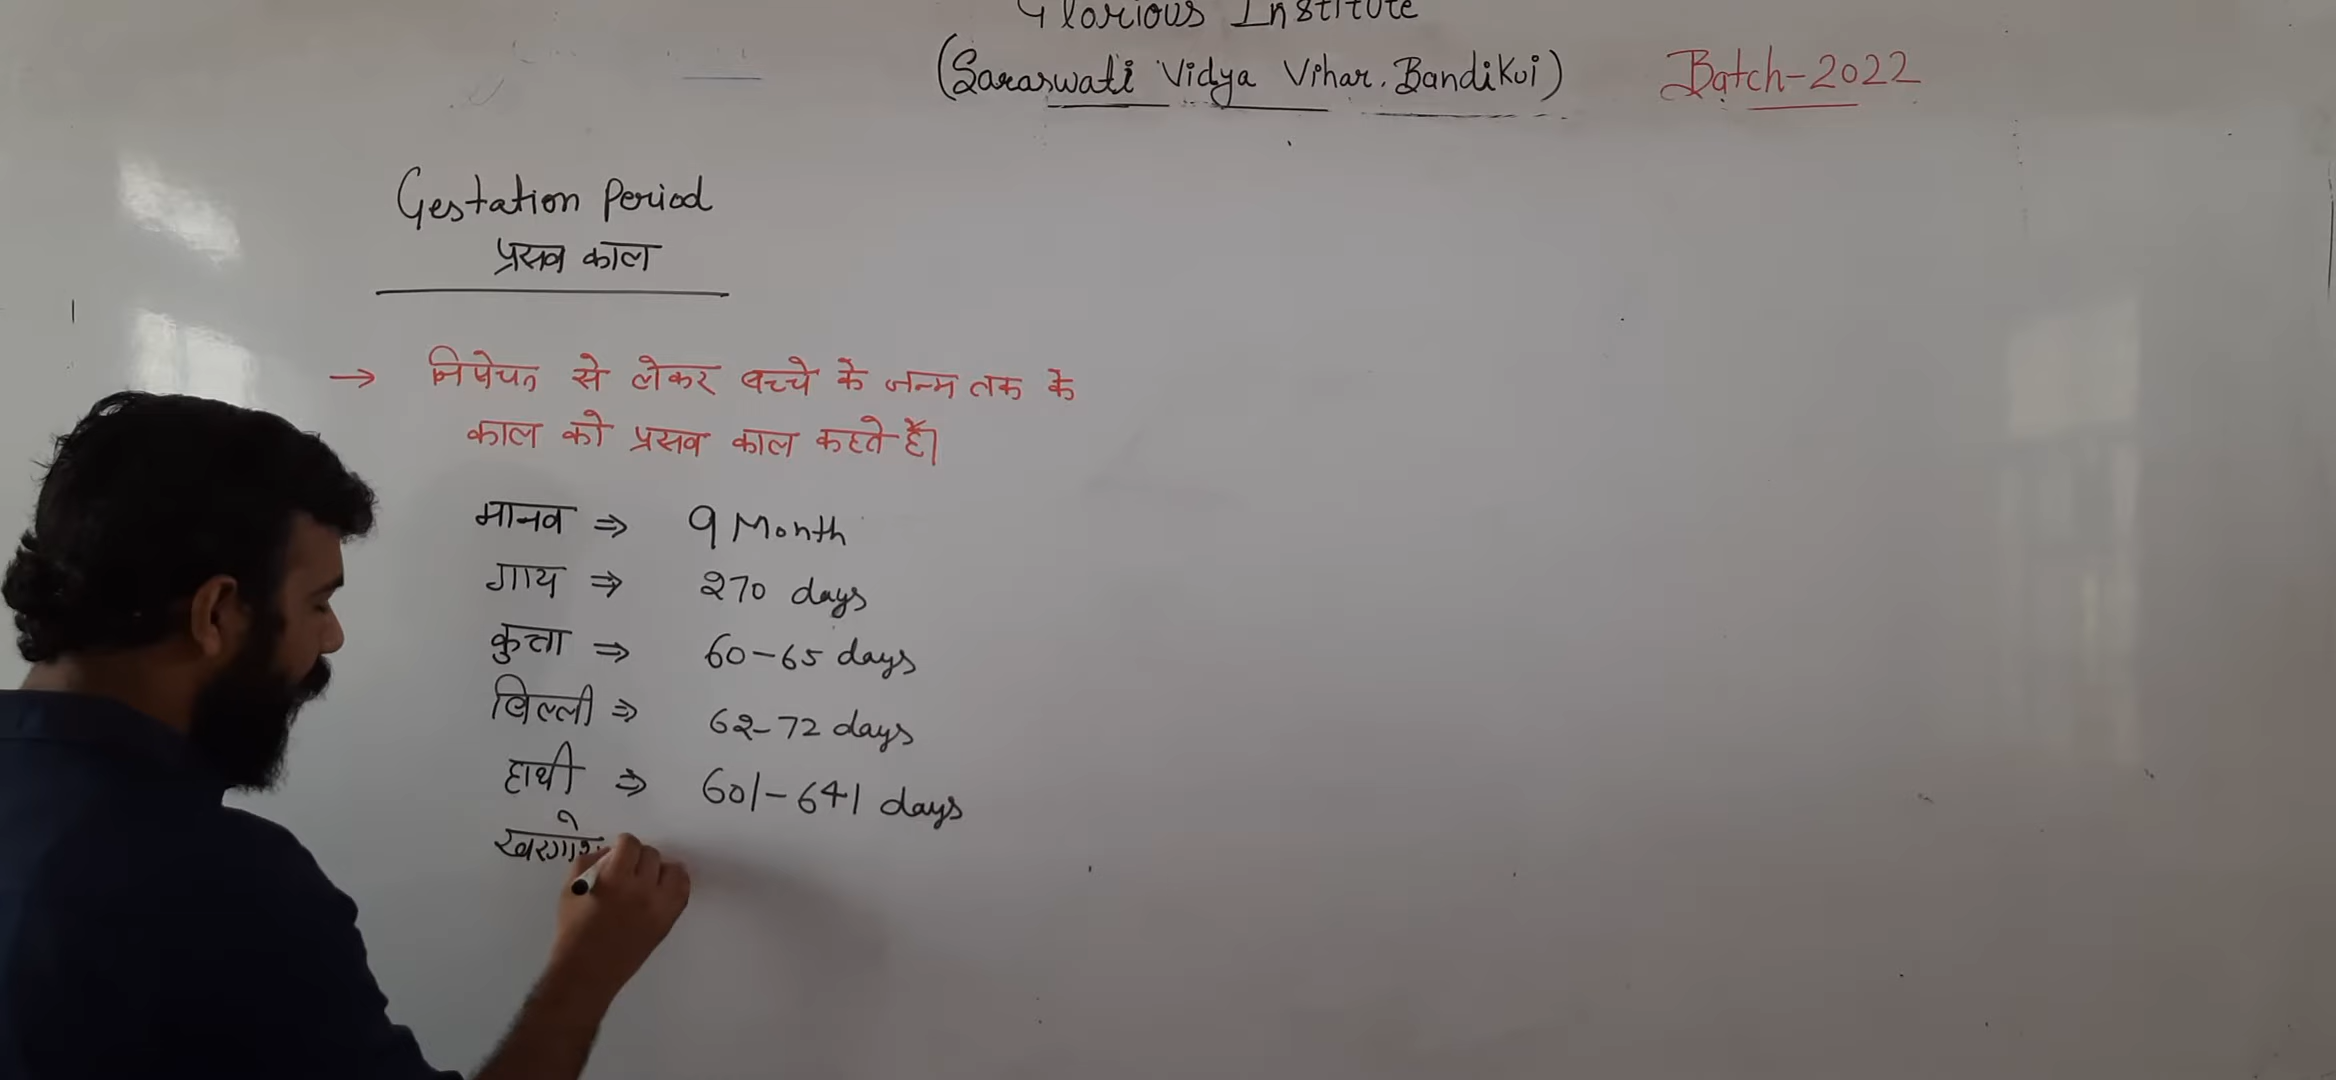 Glorious Institute
(Saraswati Vidya Vihar, Bandikui) Batch-2022
Gestation Period
प्रसव काल
→ निषेचन से लेकर बच्चे के जन्म तक के
काल को प्रसव काल कहते हैं।
मानव ⇒ 9 Month
गाय ⇒ 270 days
कुत्ता ⇒ 60-65 days
बिल्ली ⇒ 62-72 days
हाथी ⇒ 601-641 days